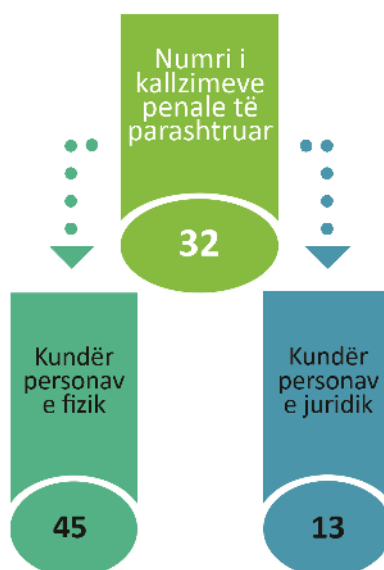 Numri i
kallzimeve
penale të
parashtruar
32
Kundër
personav
e fizik
45
Kundër
personav
e juridik
13